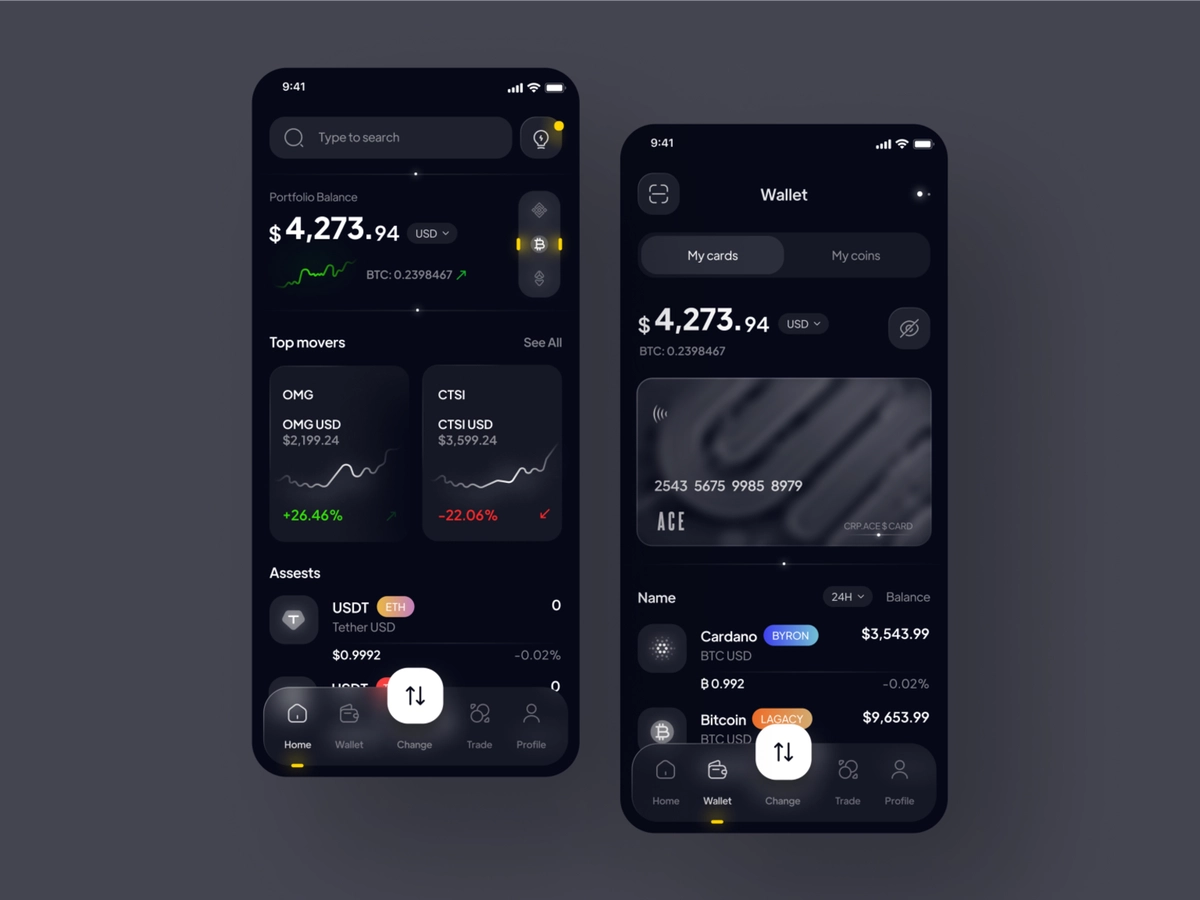 9:41
Type to search
Portfolio Balance
$4,273.94 USD
BTC: 0.2398467
Top movers See All
OMG
OMG USD
$2,199.24
+26.46%
CTSI
CTSI USD
$3,599.24
-22.06%
Assests
USDT ETH 0
Tether USD
$0.9992 -0.02%
USDT 0
Home Wallet Change Trade Profile
9:41
Wallet
My cards My coins
$4,273.94 USD
BTC: 0.2398467
2543 5675 9985 8979
ACE
CRP.ACE $ CARD
Name 24H Balance
Cardano BYRON $3,543.99
BTC USD
₿0.992 -0.02%
Bitcoin LAGACY $9,653.99
BTC USD
Home Wallet Change Trade Profile